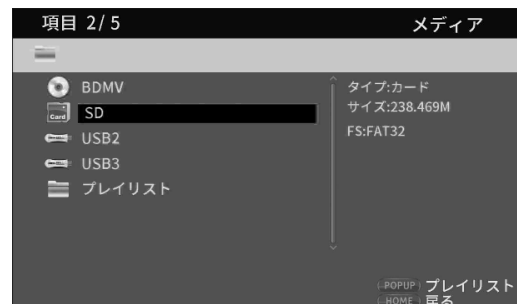 項目 2/5
メディア
BDMV
Card
SD
USB2
USB3
プレイリスト
タイプ:カード
サイズ:238.469M
FS:FAT32
POPUP プレイリスト
HOME 戻る